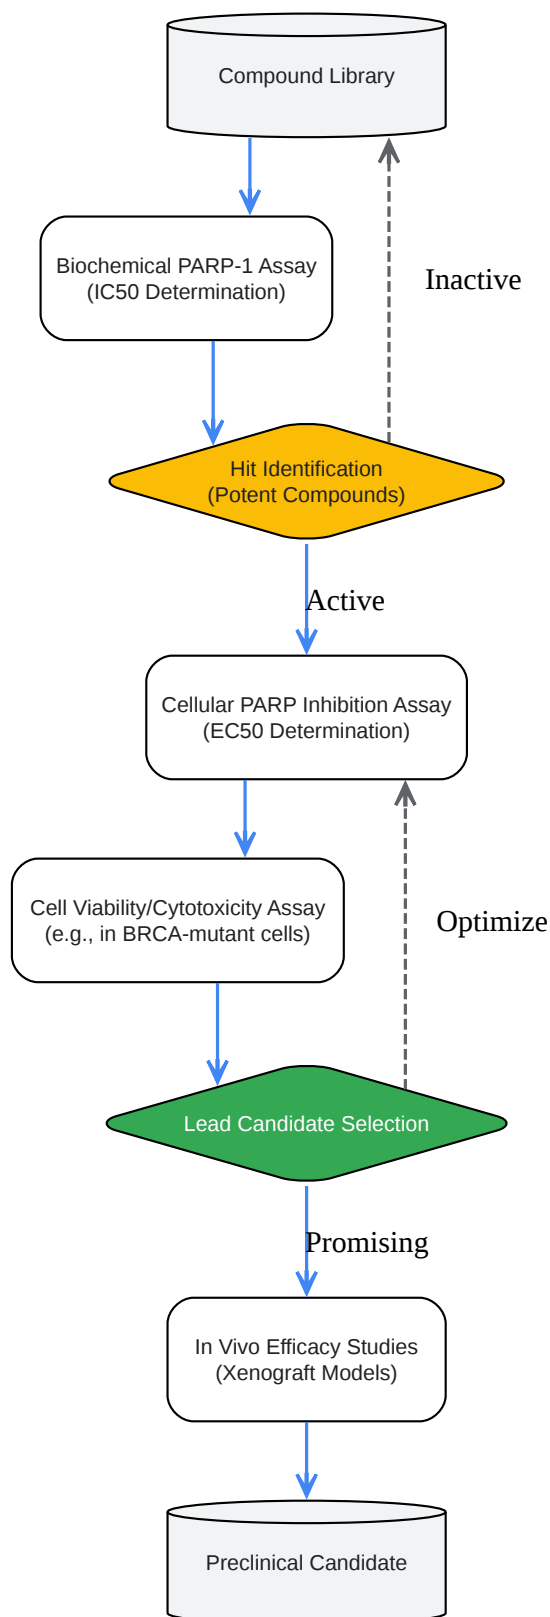 Compound Library
Biochemical PARP-1 Assay
(IC50 Determination)
Inactive
Hit Identification
(Potent Compounds)
Active
Cellular PARP Inhibition Assay
(EC50 Determination)
Cell Viability/Cytotoxicity Assay
(e.g., in BRCA-mutant cells)
Optimize
Lead Candidate Selection
Promising
In Vivo Efficacy Studies
(Xenograft Models)
Preclinical Candidate